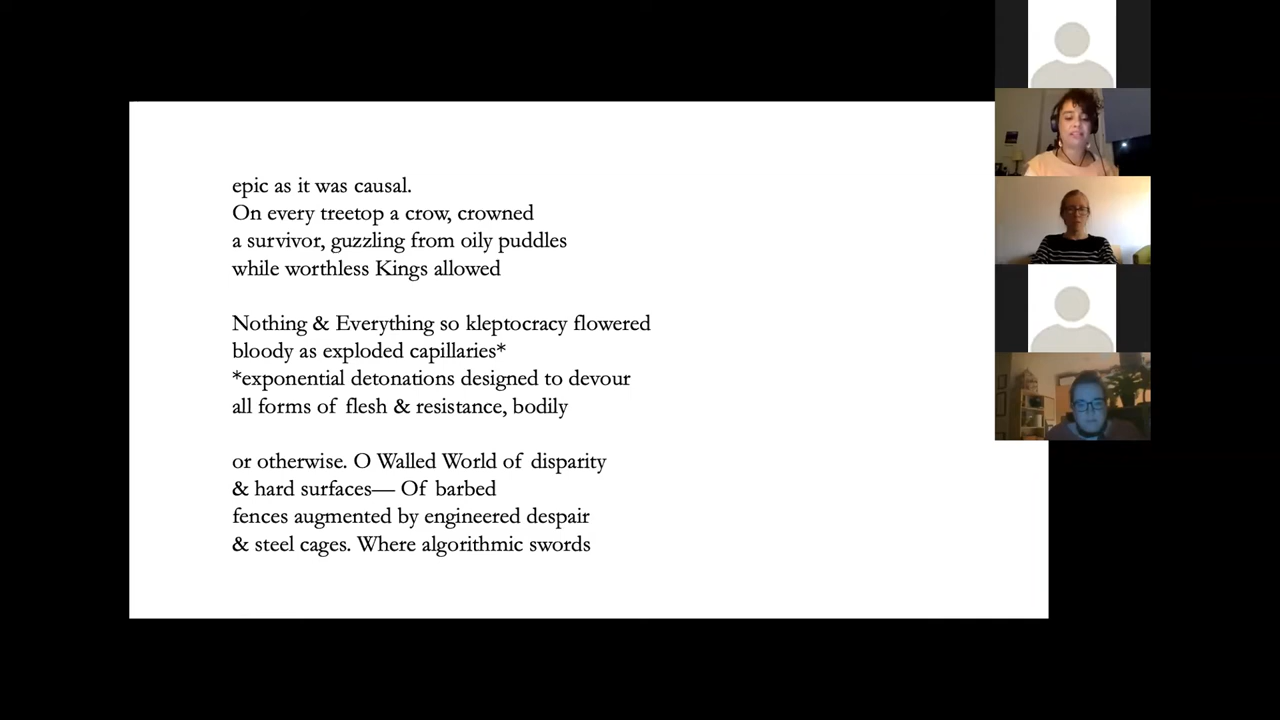 epic as it was causal.
On every treetop a crow, crowned
a survivor, guzzling from oily puddles
while worthless Kings allowed
Nothing & Everything so kleptocracy flowered
bloody as exploded capillaries*
*exponential detonations designed to devour
all forms of flesh & resistance, bodily
or otherwise. O Walled World of disparity
& hard surfaces— Of barbed
fences augmented by engineered despair
& steel cages. Where algorithmic swords